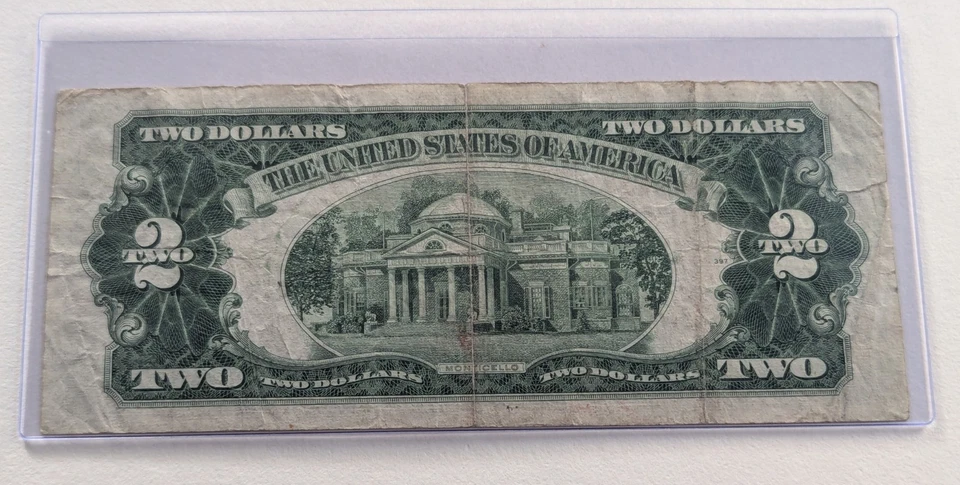 TWO DOLLARS TWO DOLLARS
THE UNITED STATES OF AMERICA
2 2
TWO TWO
397
MONTICELLO
TWO TWO DOLLARS TWO DOLLARS TWO